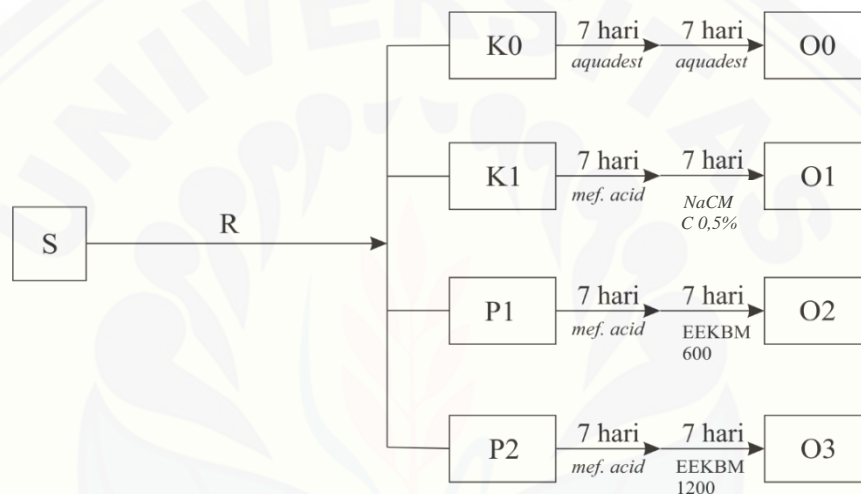 UNIVERSITAS
K0
7 hari
7 hari
O0
aquadest
aquadest
K1
7 hari
7 hari
O1
mef. acid
NaCM
C 0,5%
S
R
P1
7 hari
7 hari
O2
mef. acid
EEKBM
600
P2
7 hari
7 hari
O3
mef. acid
EEKBM
1200